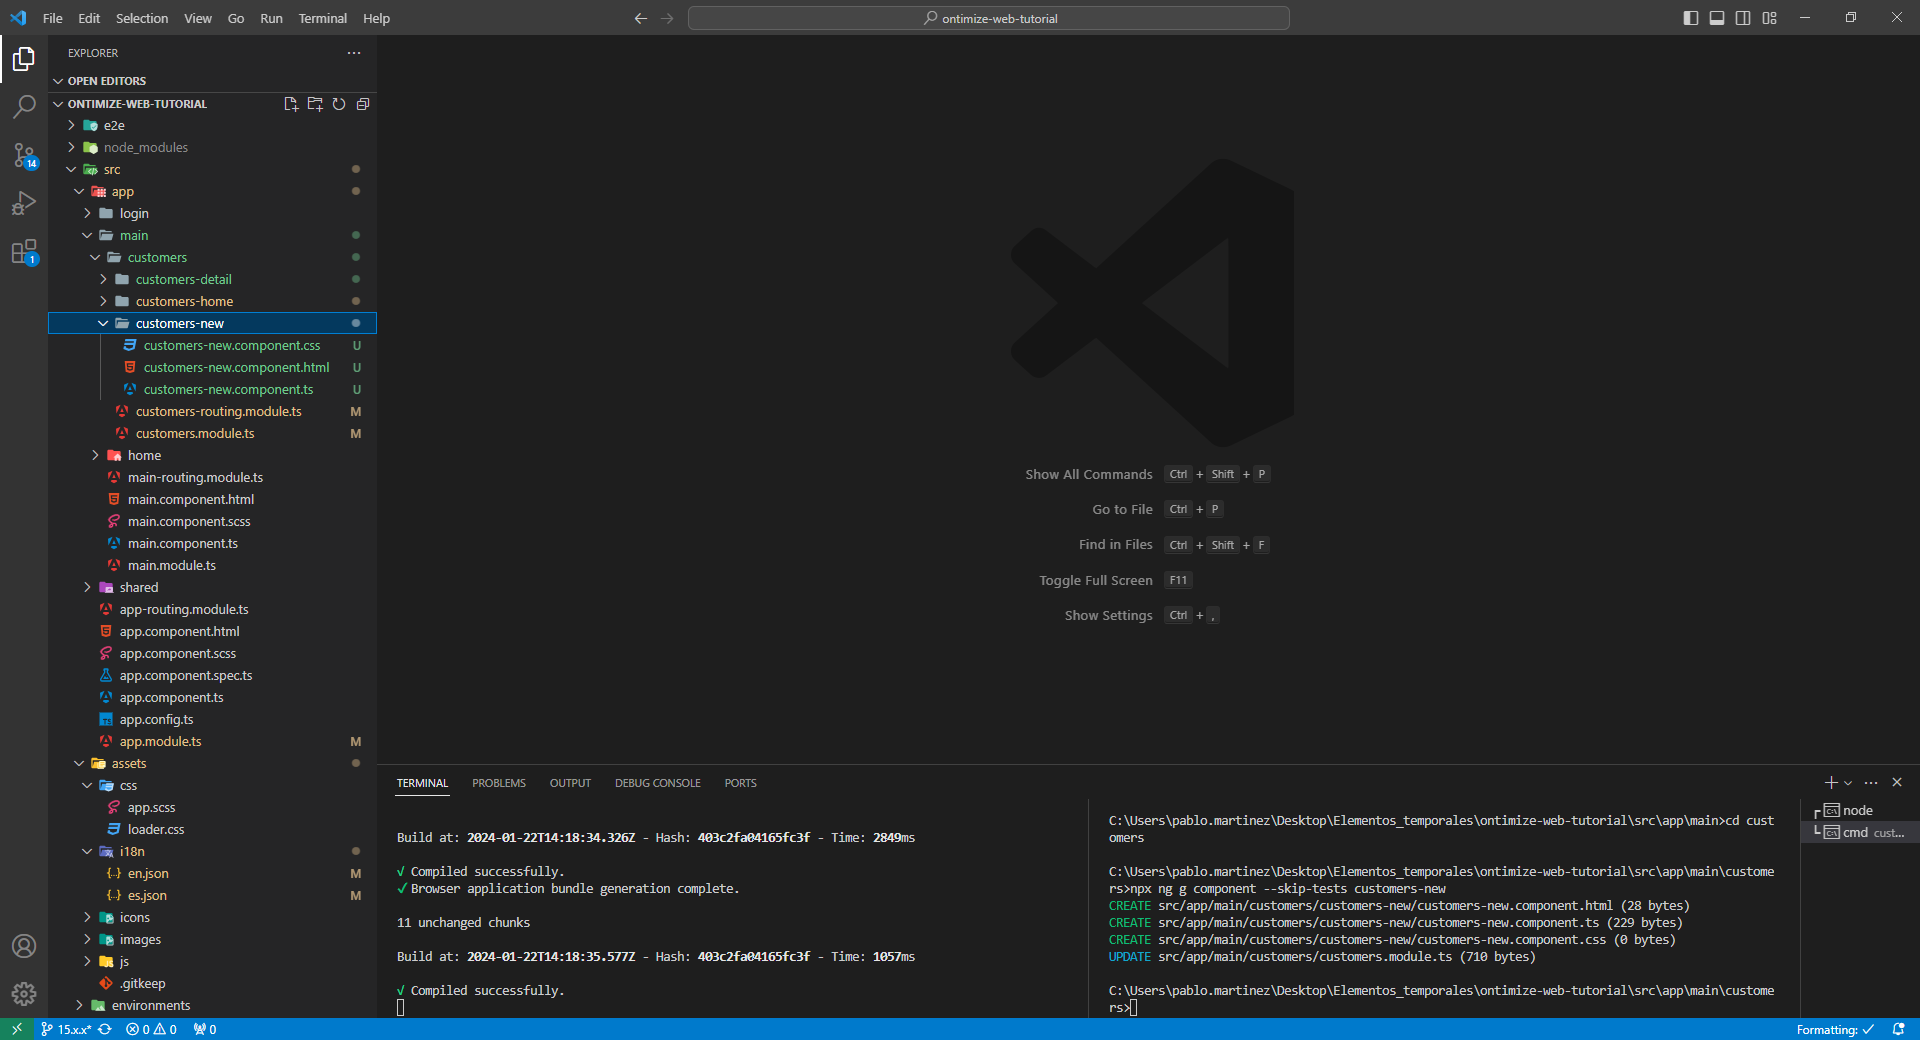 File Edit Selection View Go Run Terminal Help
ontimize-web-tutorial
EXPLORER
OPEN EDITORS
ONTIMIZE-WEB-TUTORIAL
e2e
node_modules
src
app
login
main
customers
customers-detail
customers-home
customers-new
customers-new.component.css U
customers-new.component.html U
customers-new.component.ts U
customers-routing.module.ts M
customers.module.ts M
home
main-routing.module.ts
main.component.html
main.component.scss
main.component.ts
main.module.ts
shared
app-routing.module.ts
app.component.html
app.component.scss
app.component.spec.ts
app.component.ts
app.config.ts
app.module.ts M
assets
css
app.scss
loader.css
i18n
en.json M
es.json M
icons
images
js
.gitkeep
environments
14
1
Show All Commands Ctrl + Shift + P
Go to File Ctrl + P
Find in Files Ctrl + Shift + F
Toggle Full Screen F11
Show Settings Ctrl + ,
TERMINAL PROBLEMS OUTPUT DEBUG CONSOLE PORTS
Build at: 2024-01-22T14:18:34.326Z - Hash: 403c2fa04165fc3f - Time: 2849ms
√ Compiled successfully.
✓ Browser application bundle generation complete.
11 unchanged chunks
Build at: 2024-01-22T14:18:35.577Z - Hash: 403c2fa04165fc3f - Time: 1057ms
√ Compiled successfully.
C:\Users\pablo.martinez\Desktop\Elementos_temporales\ontimize-web-tutorial\src\app\main>cd cust
omers
C:\Users\pablo.martinez\Desktop\Elementos_temporales\ontimize-web-tutorial\src\app\main\custome
rs>npx ng g component --skip-tests customers-new
CREATE src/app/main/customers/customers-new/customers-new.component.html (28 bytes)
CREATE src/app/main/customers/customers-new/customers-new.component.ts (229 bytes)
CREATE src/app/main/customers/customers-new/customers-new.component.css (0 bytes)
UPDATE src/app/main/customers/customers.module.ts (710 bytes)
C:\Users\pablo.martinez\Desktop\Elementos_temporales\ontimize-web-tutorial\src\app\main\custome
rs>
node
cmd cust...
15.x.x* 0 0 0
Formatting: ✓